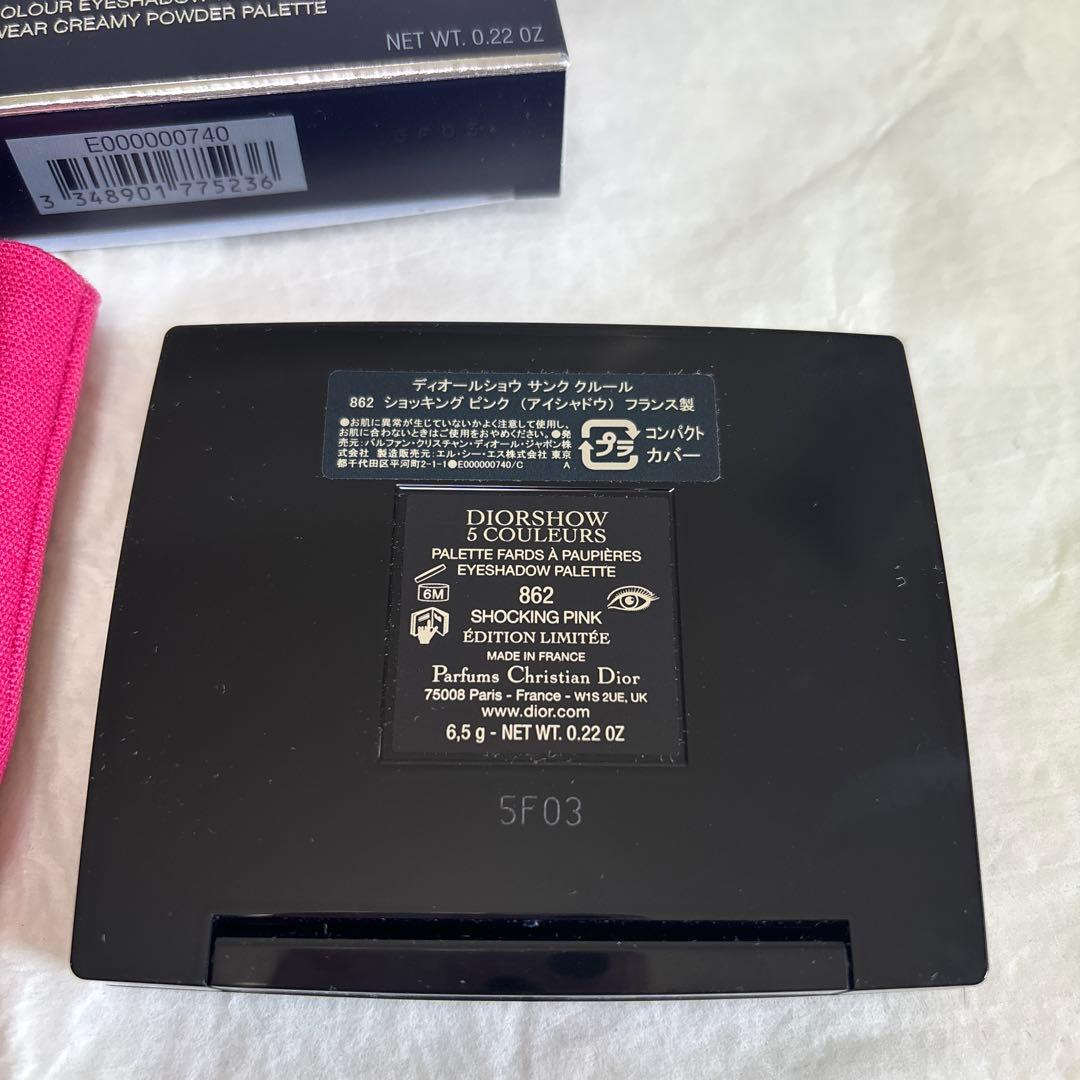 COLOUR EYESHADOW
WEAR CREAMY POWDER PALETTE
NET WT. 0.22 OZ
5F03
E000000740
3 348901 775236
ディオールショウ サンク クルール
862 ショッキング ピンク (アイシャドウ) フランス製
●お肌に異常が生じていないかよく注意して使用し、
お肌に合わないときはご使用をおやめください。●発
売元:パルファン・クリスチャン・ディオール・ジャポン株
式会社 製造販売元:エル・シー・エス株式会社 東京
都千代田区平河町2-1-1●E000000740/C A
プラ
コンパクト
カバー
DIORSHOW
5 COULEURS
PALETTE FARDS À PAUPIÈRES
EYESHADOW PALETTE
6M
862
SHOCKING PINK
ÉDITION LIMITÉE
MADE IN FRANCE
Parfums Christian Dior
75008 Paris - France - W1S 2UE, UK
www.dior.com
6,5 g - NET WT. 0.22 OZ
5F03